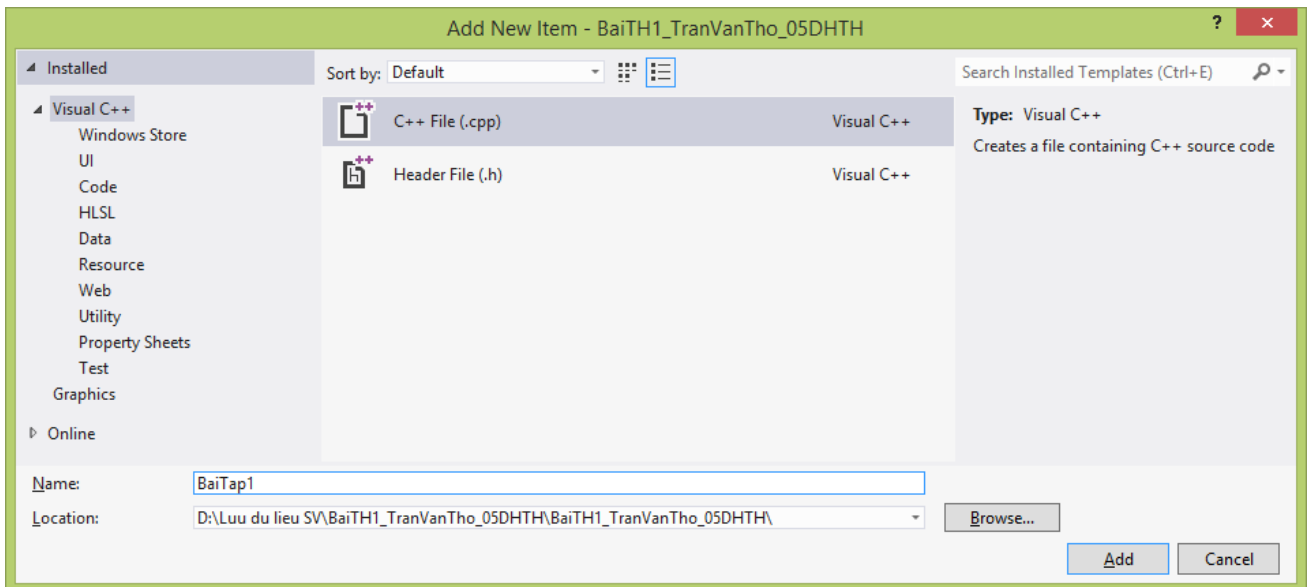 Add New Item - BaiTH1_TranVanTho_05DHTH
?
Installed
Sort by: Default
Search Installed Templates (Ctrl+E)
Visual C++
Windows Store
UI
Code
HLSL
Data
Resource
Web
Utility
Property Sheets
Test
Graphics
Online
C++ File (.cpp) Visual C++
Header File (.h) Visual C++
Type: Visual C++
Creates a file containing C++ source code
Name: BaiTap1
Location: D:\Luu du lieu SV\BaiTH1_TranVanTho_05DHTH\BaiTH1_TranVanTho_05DHTH\
Browse...
Add Cancel